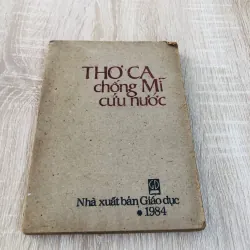 THƠ CA
chống Mĩ
cứu nước
Nhà xuất bản Giáo dục
• 1984